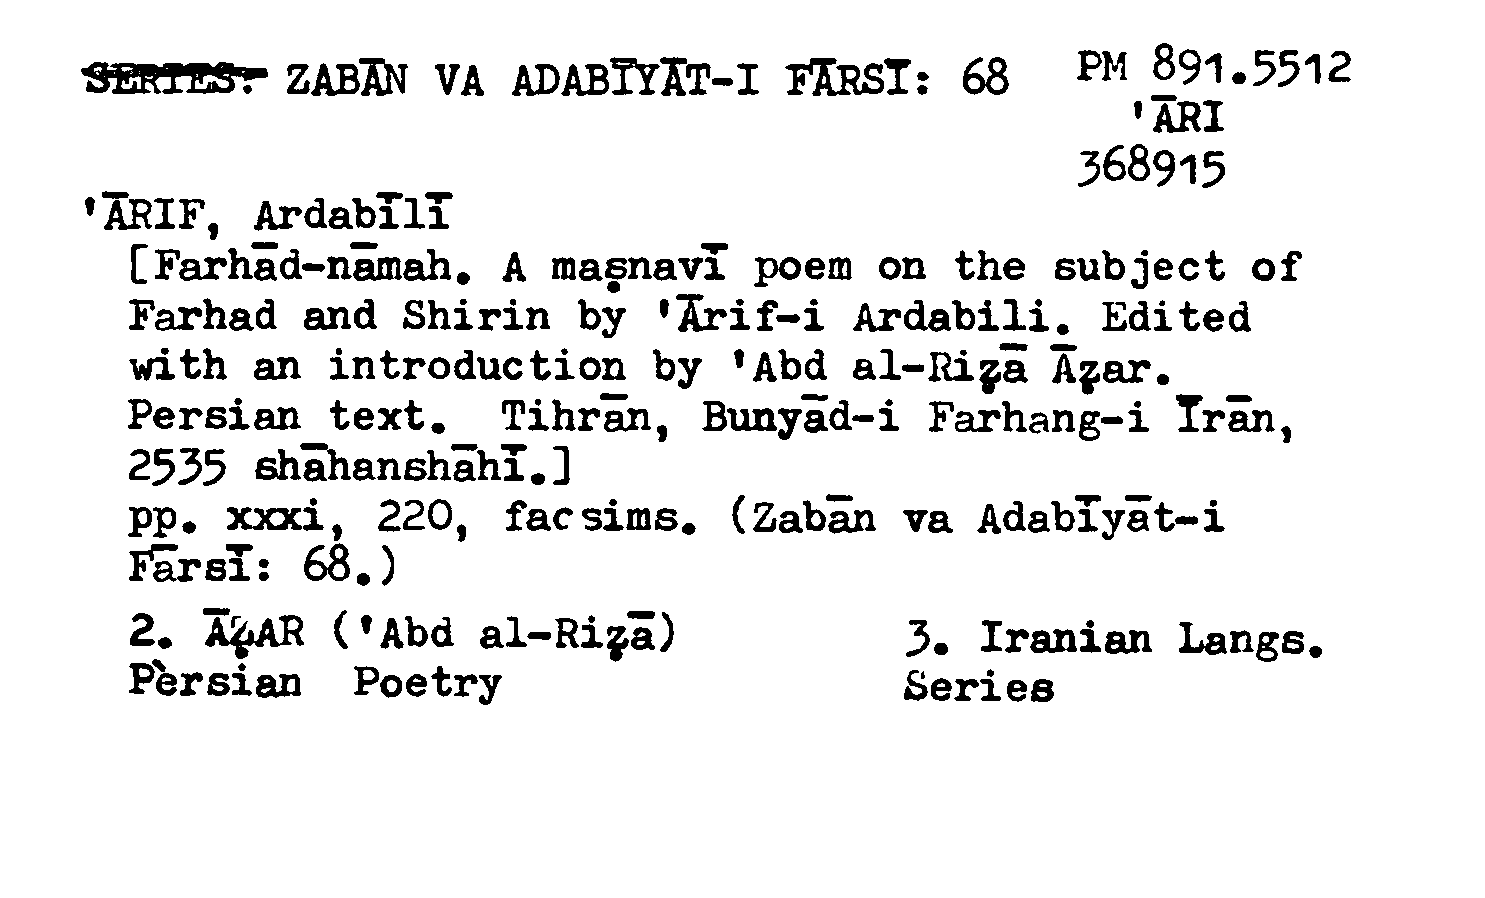 SERIES: ZABĀN VA ADABĪYĀT-I FĀRSĪ: 68
PM 891.5512
'ĀRI
368915
'ĀRIF, Ardabīlī
[Farhād-nāmah. A maṣnavī poem on the subject of
Farhad and Shirin by 'Ārif-i Ardabili. Edited
with an introduction by 'Abd al-Riẓā Āẓar.
Persian text. Tihrān, Bunyād-i Farhang-i Īrān,
2535 shāhanshāhī.]
pp. xxxi, 220, facsims. (Zabān va Adabīyāt-i
Fārsī: 68.)
2. ĀẒAR ('Abd al-Riẓā)
3. Iranian Langs.
Persian Poetry
Series